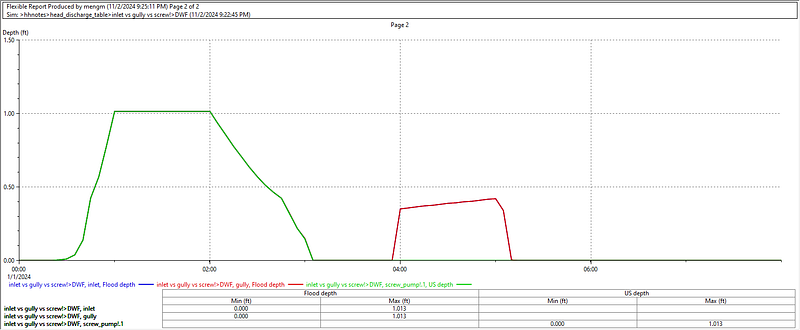 Flexible Report Produced by mengm (11/2/2024 9:25:11 PM) Page 2 of 2
Sim: >hhnotes>head_discharge_table>inlet vs gully vs screw!>DWF (11/2/2024 9:22:45 PM)
Page 2
Depth (ft)
1.50
1.00
0.50
0.00
00:00 02:00 04:00 06:00
1/1/2024
inlet vs gully vs screw!>DWF, inlet, Flood depth inlet vs gully vs screw!>DWF, gully, Flood depth inlet vs gully vs screw!>DWF, screw_pump!.1, US depth
Flood depth US depth
Min (ft) Max (ft) Min (ft) Max (ft)
inlet vs gully vs screw!>DWF, inlet 0.000 1.013
inlet vs gully vs screw!>DWF, gully 0.000 1.013
inlet vs gully vs screw!>DWF, screw_pump!.1 0.000 1.013